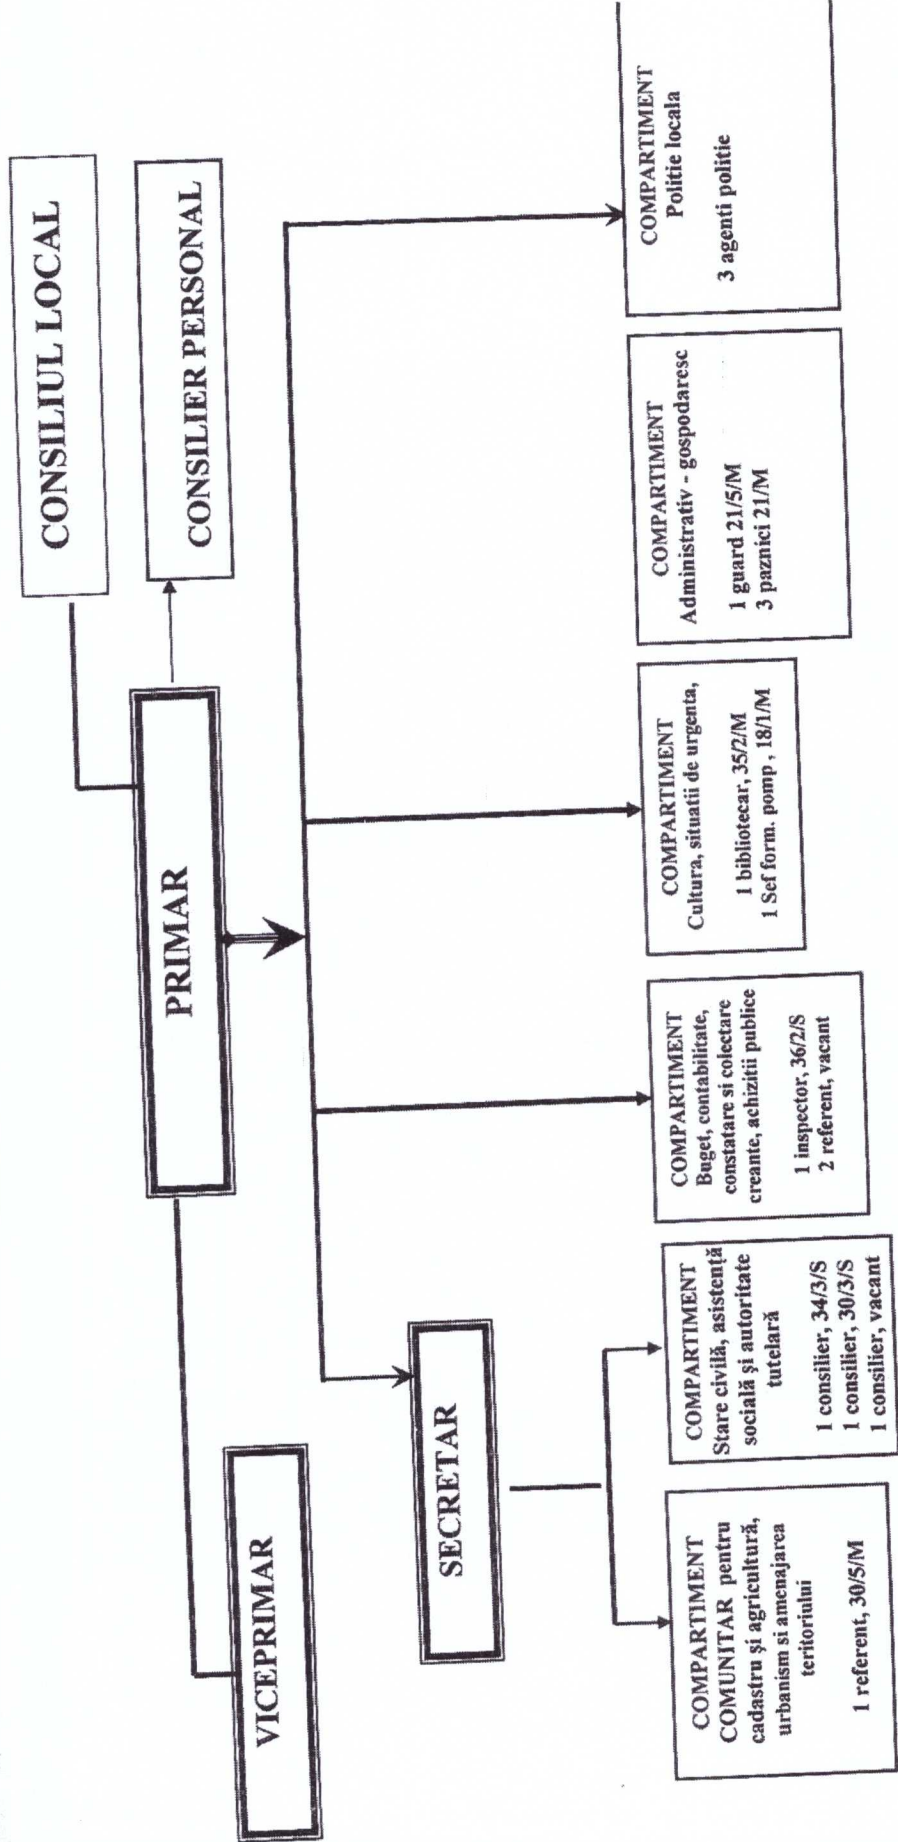 CONSILIUL LOCAL
PRIMAR
CONSILIER PERSONAL
VICEPRIMAR
SECRETAR
COMPARTIMENT
COMUNITAR pentru
cadastru și agricultură,
urbanism si amenajarea
teritoriului
1 referent, 30/5/M
COMPARTIMENT
Stare civilă, asistență
socială și autoritate
tutelară
1 consilier, 34/3/S
1 consilier, 30/3/S
1 consilier, vacant
COMPARTIMENT
Buget, contabilitate,
constatare si colectare
creante, achizitii publice
1 inspector, 36/2/S
2 referent, vacant
COMPARTIMENT
Cultura, situatii de urgenta,
1 bibliotecar, 35/2/M
1 Sef form. pomp , 18/1/M
COMPARTIMENT
Administrativ - gospodaresc
1 guard 21/5/M
3 paznici 21/M
COMPARTIMENT
Politie locala
3 agenti politie